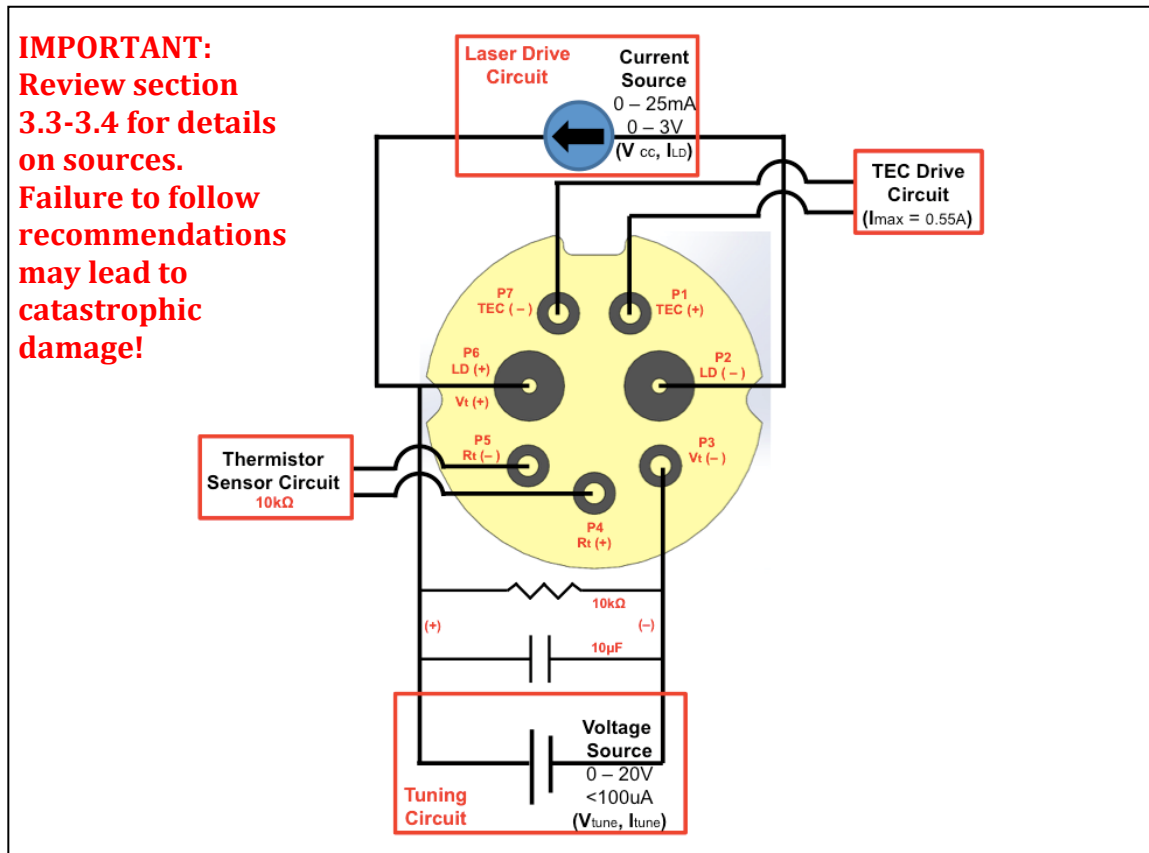 IMPORTANT:
Review section
3.3-3.4 for details
on sources.
Failure to follow
recommendations
may lead to
catastrophic
damage!
Laser Drive
Circuit
Current
Source
0 – 25mA
0 – 3V
(V cc, ILD)
TEC Drive
Circuit
(Imax = 0.55A)
P7
TEC ( – )
P1
TEC (+)
P6
LD (+)
Vt (+)
P2
LD ( – )
P5
Rt (– )
P3
Vt (–)
P4
Rt (+)
Thermistor
Sensor Circuit
10kΩ
10kΩ
(+)
(–)
10µF
Voltage
Source
0 – 20V
<100uA
(Vtune, Itune)
Tuning
Circuit